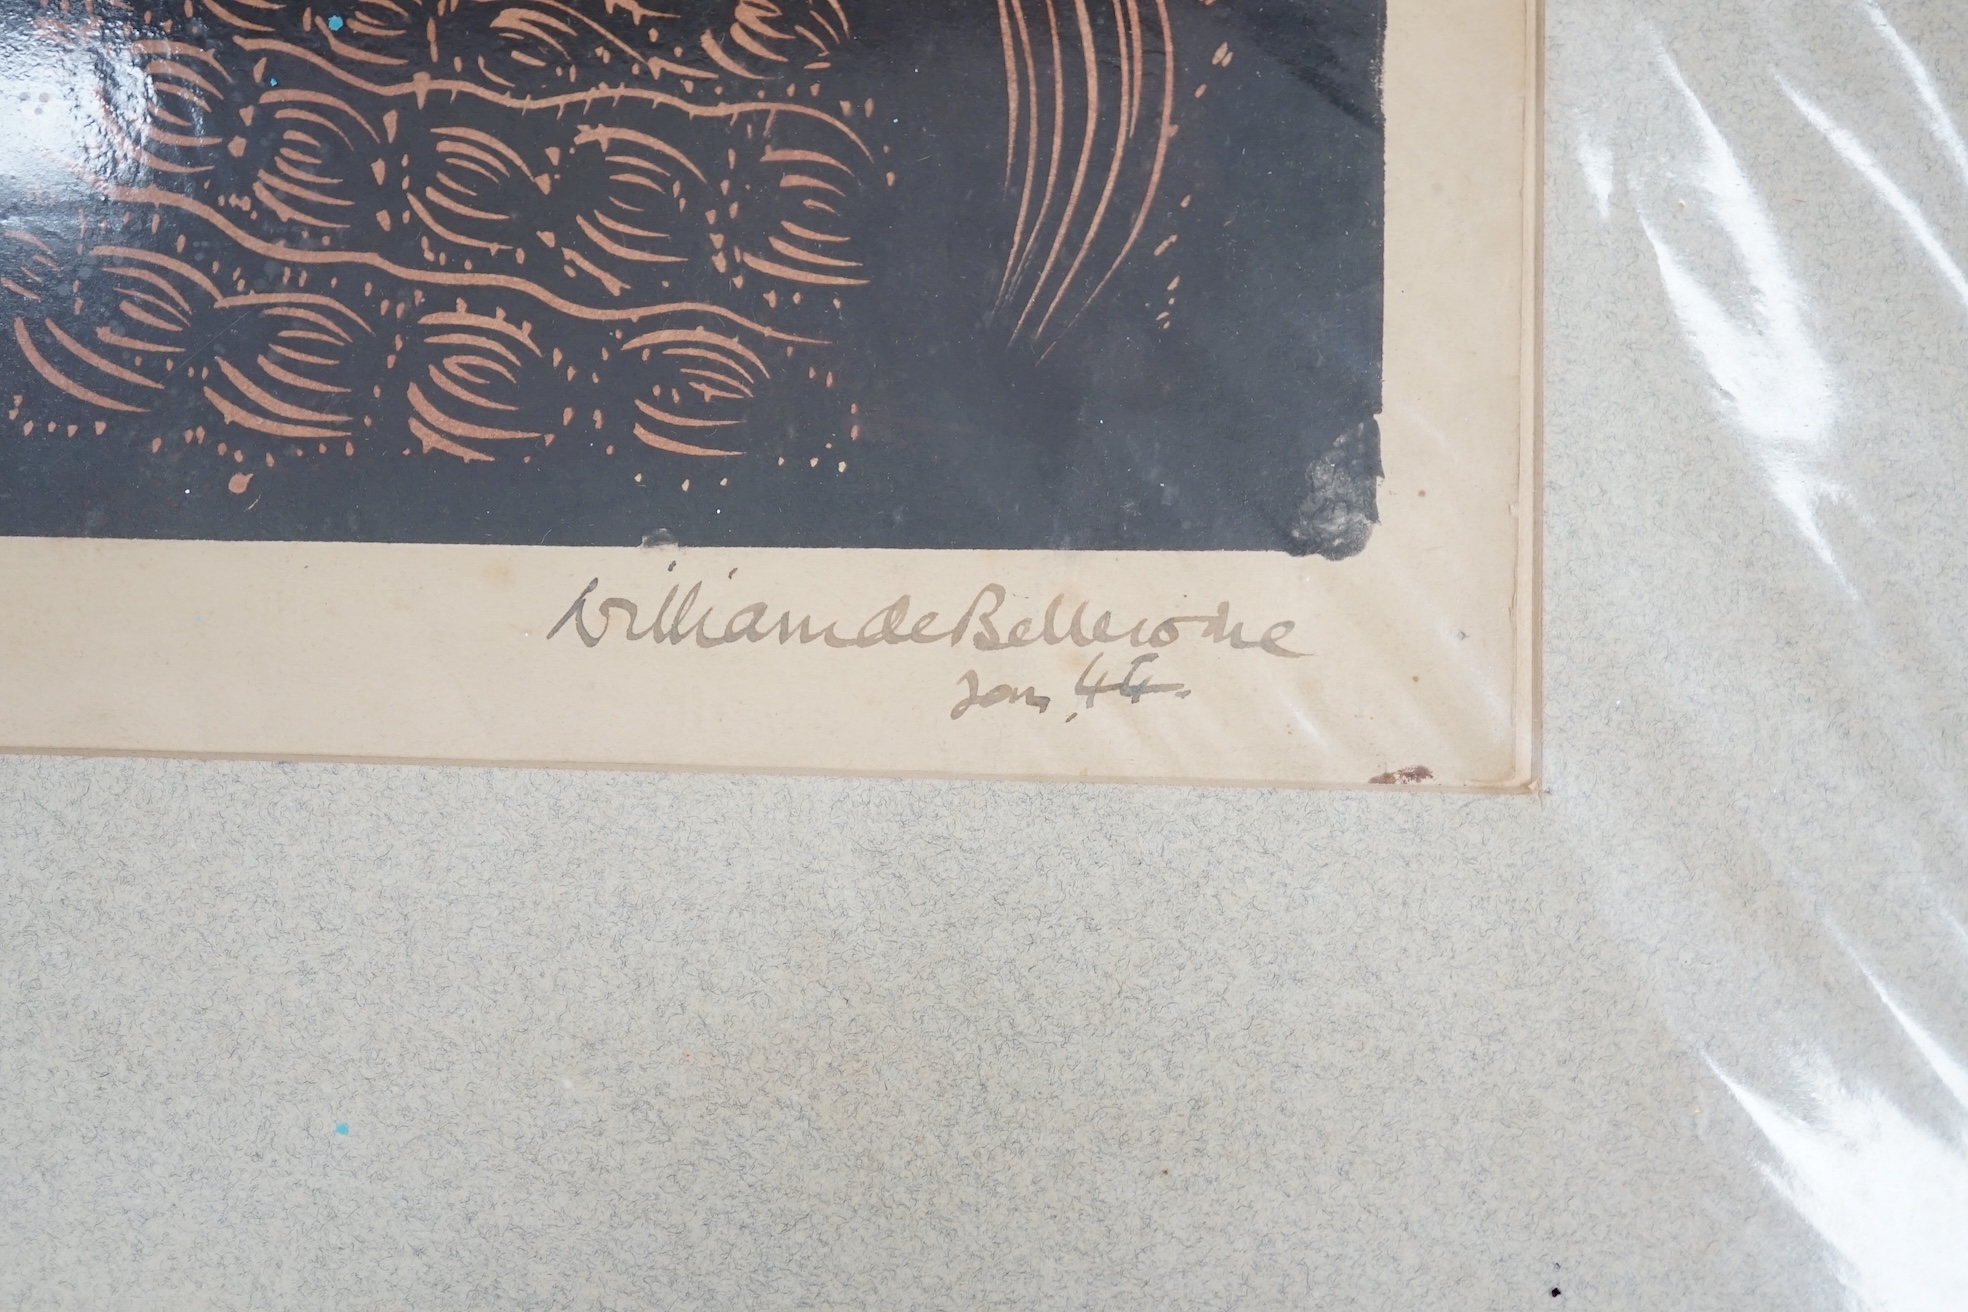 William de Belleroche
Jan. 44.